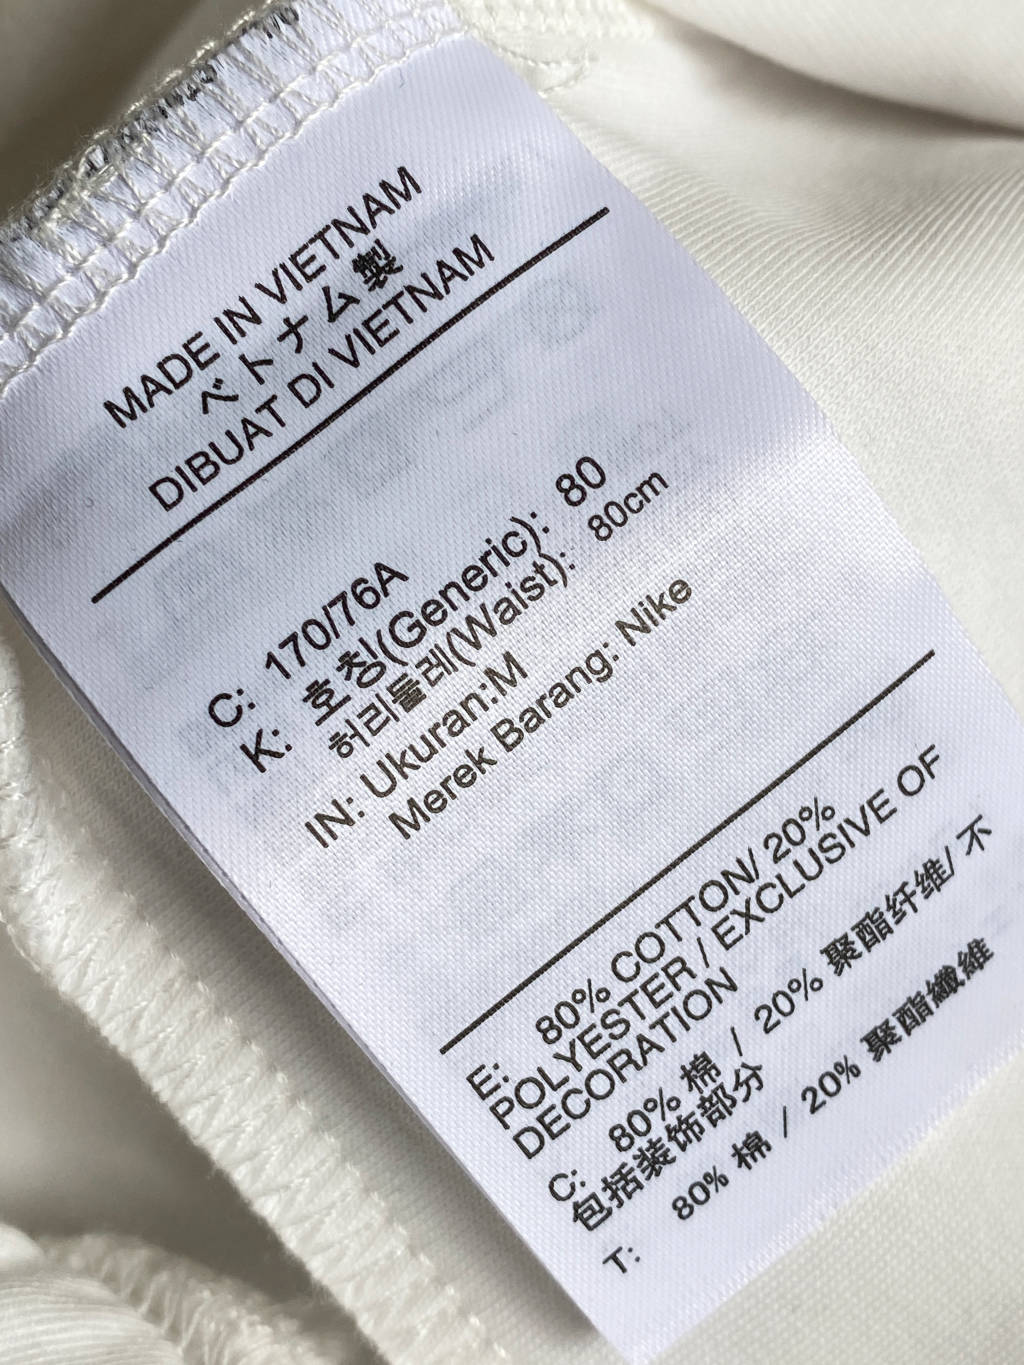 MADE IN VIETNAM
ベトナム製
DIBUAT DI VIETNAM
C: 170/76A
K: 호칭(Generic): 80
허리둘레(Waist): 80cm
IN: Ukuran:M
Merek Barang: Nike
E: 80% COTTON/ 20%
POLYESTER / EXCLUSIVE OF
DECORATION
C: 80% 棉 / 20% 聚酯纤维/ 不
包括装饰部分
T: 80% 棉 / 20% 聚酯纖維